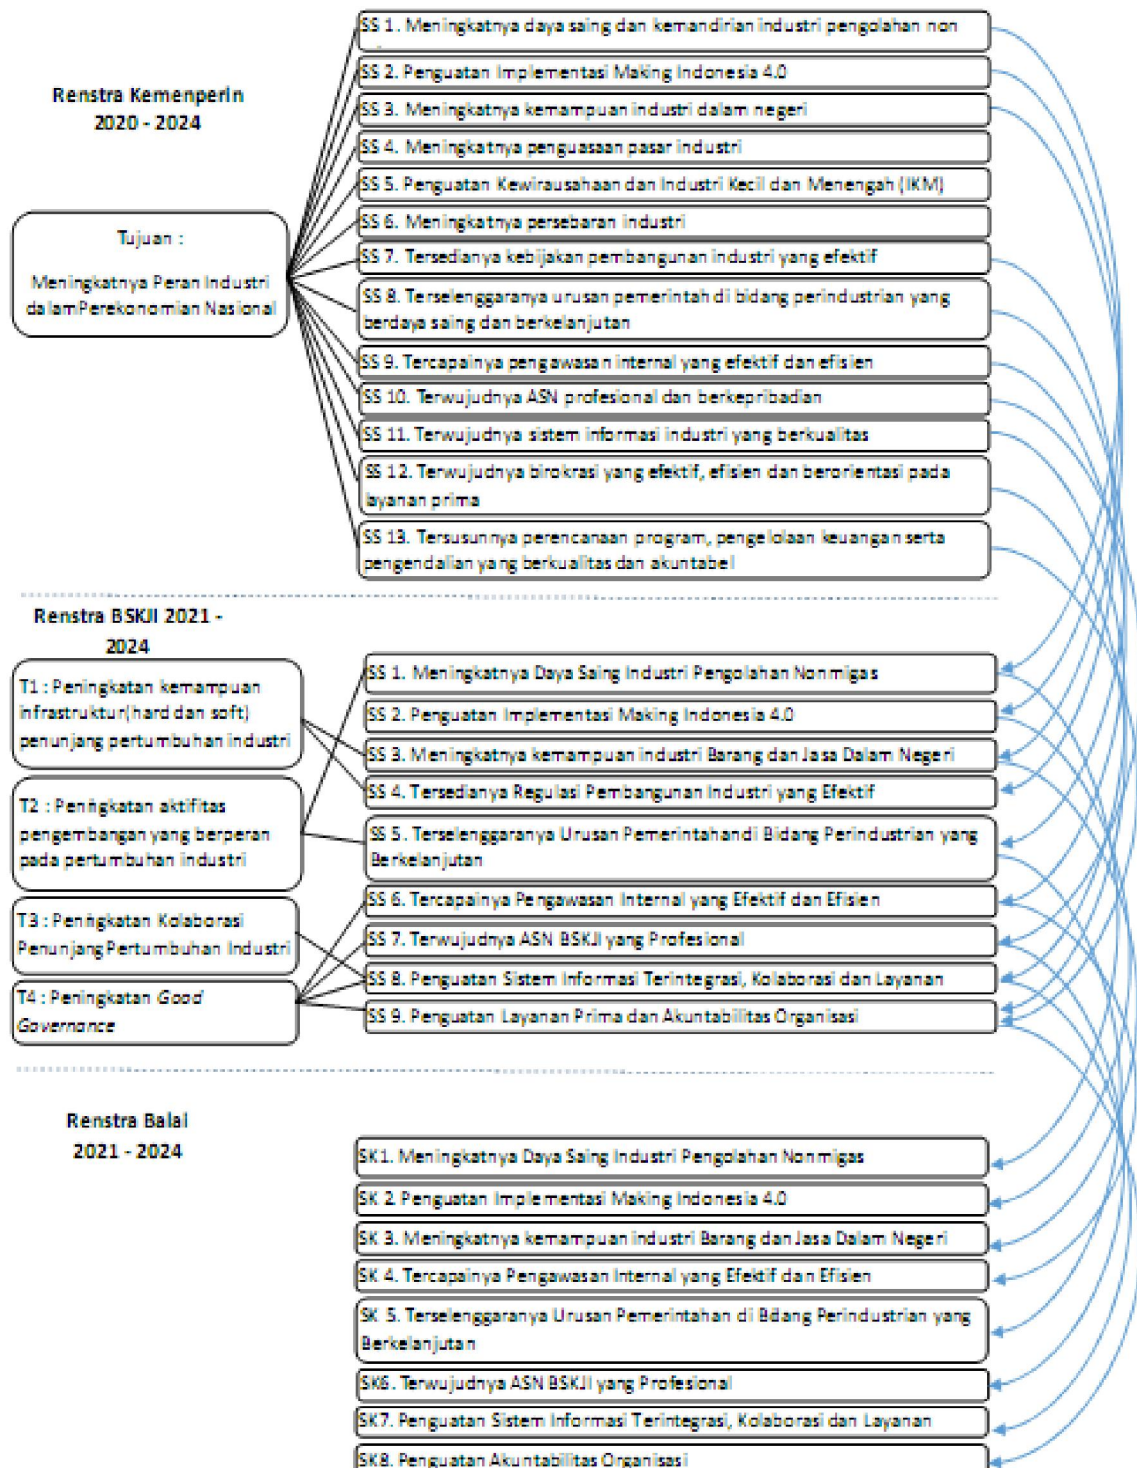 Renstra Kemenperin
2020 - 2024
Tujuan :
Meningkatnya Peran Industri
dalamPerekonomian Nasional
SS 1. Meningkatnya daya saing dan kemandirian industri pengolahan non
SS 2. Penguatan Implementasi Making Indonesia 4.0
SS 3. Meningkatnya kemampuan industri dalam negeri
SS 4. Meningkatnya penguasaan pasar industri
SS 5. Penguatan Kewirausahaan dan Industri Kecil dan Menengah (IKM)
SS 6. Meningkatnya persebaran industri
SS 7. Tersedianya kebijakan pembangunan industri yang efektif
SS 8. Terselenggaranya urusan pemerintah di bidang perindustrian yang
berdaya saing dan berkelanjutan
SS 9. Tercapainya pengawasan internal yang efektif dan efisien
SS 10. Terwujudnya ASN profesional dan berkepribadian
SS 11. Terwujudnya sistem informasi industri yang berkualitas
SS 12. Terwujudnya birokrasi yang efektif, efisien dan berorientasi pada
layanan prima
SS 13. Tersusunnya perencanaan program, pengelolaan keuangan serta
pengendalian yang berkualitas dan akuntabel
Renstra BSKJI 2021 -
2024
T1 : Peningkatan kemampuan
infrastruktur(hard dan soft)
penunjang pertumbuhan industri
T2 : Peningkatan aktifitas
pengembangan yang berperan
pada pertumbuhan industri
T3 : Peningkatan Kolaborasi
Penunjang Pertumbuhan Industri
T4 : Peningkatan Good
Governance
SS 1. Meningkatnya Daya Saing Industri Pengolahan Nonmigas
SS 2. Penguatan Implementasi Making Indonesia 4.0
SS 3. Meningkatnya kemampuan industri Barang dan Jasa Dalam Negeri
SS 4. Tersedianya Regulasi Pembangunan Industri yang Efektif
SS 5. Terselenggaranya Urusan Pemerintahandi Bidang Perindustrian yang
Berkelanjutan
SS 6. Tercapainya Pengawasan Internal yang Efektif dan Efisien
SS 7. Terwujudnya ASN BSKJI yang Profesional
SS 8. Penguatan Sistem Informasi Terintegrasi, Kolaborasi dan Layanan
SS 9. Penguatan Layanan Prima dan Akuntabilitas Organisasi
Renstra Balai
2021 - 2024
SK1. Meningkatnya Daya Saing Industri Pengolahan Nonmigas
SK 2 Penguatan Implementasi Making Indonesia 4.0
SK 3. Meningkatnya kemampuan industri Barang dan Jasa Dalam Negeri
SK 4. Tercapainya Pengawasan Internal yang Efektif dan Efisien
SK 5. Terselenggaranya Urusan Pemerintahan di Bidang Perindustrian yang
Berkelanjutan
SK6. Terwujudnya ASN BSKJI yang Profesional
SK7. Penguatan Sistem Informasi Terintegrasi, Kolaborasi dan Layanan
SK8. Penguatan Akuntabilitas Organisasi